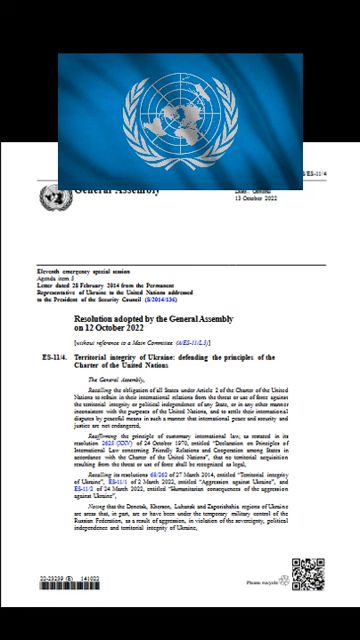 /ES-11/4
General Assembly
13 October 2022
Eleventh emergency special session
Agenda item 5
Letter dated 28 February 2014 from the Permanent
Representative of Ukraine to the United Nations addressed
to the President of the Security Council (S/2014/136)
Resolution adopted by the General Assembly
on 12 October 2022
[without reference to a Main Committee (A/ES-11/L.5)]
ES-11/4. Territorial integrity of Ukraine: defending the principles of the
Charter of the United Nations
The General Assembly,
Recalling the obligation of all States under Article 2 of the Charter of the United
Nations to refrain in their international relations from the threat or use of force against
the territorial integrity or political independence of any State, or in any other manner
inconsistent with the purposes of the United Nations, and to settle their international
disputes by peaceful means in such a manner that international peace and security and
justice are not endangered,
Reaffirming the principle of customary international law, as restated in its
resolution 2625 (XXV) of 24 October 1970, entitled "Declaration on Principles of
International Law concerning Friendly Relations and Cooperation among States in
accordance with the Charter of the United Nations", that no territorial acquisition
resulting from the threat or use of force shall be recognized as legal,
Recalling its resolutions 68/262 of 27 March 2014, entitled "Territorial integrity
of Ukraine", ES-11/1 of 2 March 2022, entitled "Aggression against Ukraine", and
ES-11/2 of 24 March 2022, entitled "Humanitarian consequences of the aggression
against Ukraine",
Noting that the Donetsk, Kherson, Luhansk and Zaporizhzhia regions of Ukraine
are areas that, in part, are or have been under the temporary military control of the
Russian Federation, as a result of aggression, in violation of the sovereignty, political
independence and territorial integrity of Ukraine,
22-23239 (E) 141022
Please recycle